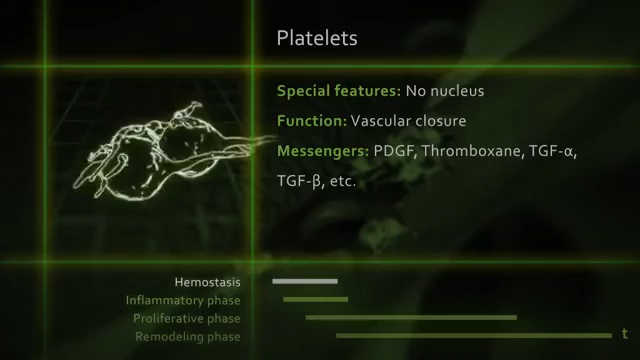 Platelets
Special features: No nucleus
Function: Vascular closure
Messengers: PDGF, Thromboxane, TGF-α,
TGF-β, etc.
Hemostasis
Inflammatory phase
Proliferative phase
Remodeling phase
t